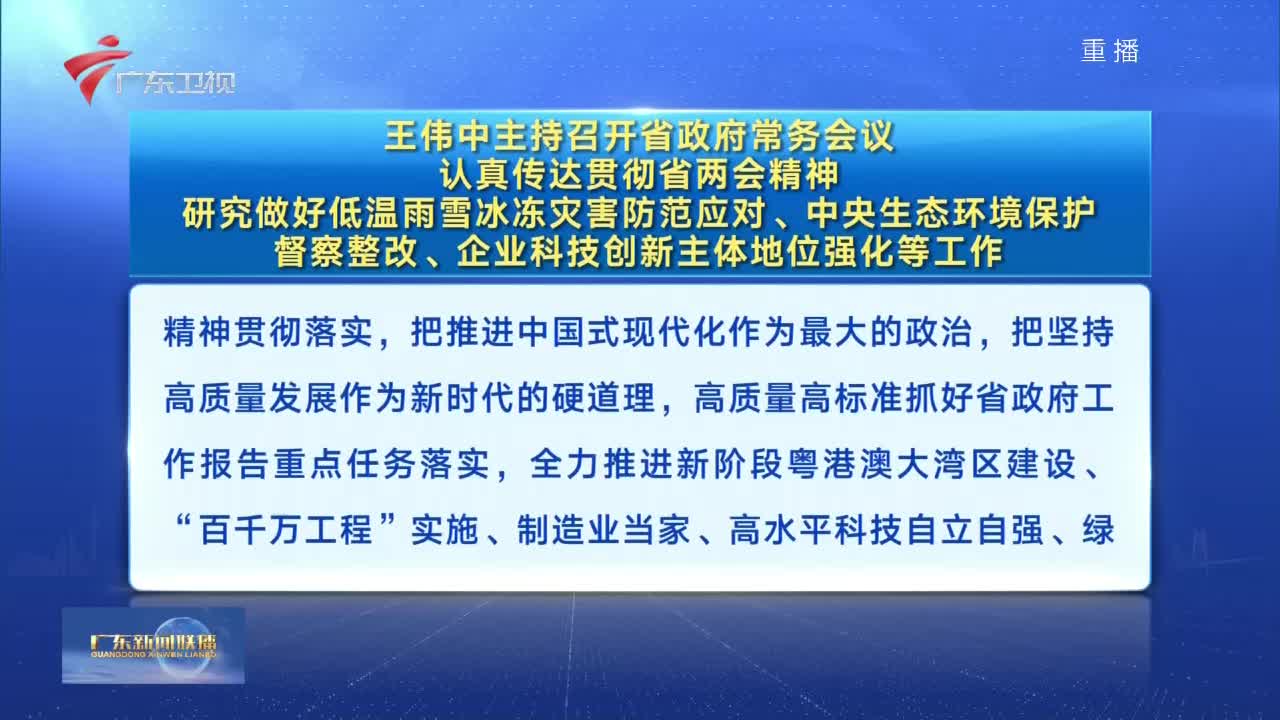 广东卫视
重播
王伟中主持召开省政府常务会议
认真传达贯彻省两会精神
研究做好低温雨雪冰冻灾害防范应对、中央生态环境保护
督察整改、企业科技创新主体地位强化等工作
精神贯彻落实，把推进中国式现代化作为最大的政治，把坚持
高质量发展作为新时代的硬道理，高质量高标准抓好省政府工
作报告重点任务落实，全力推进新阶段粤港澳大湾区建设、
“百千万工程”实施、制造业当家、高水平科技自立自强、绿
广东新闻联播
GUANGDONG XINWEN LIANBO